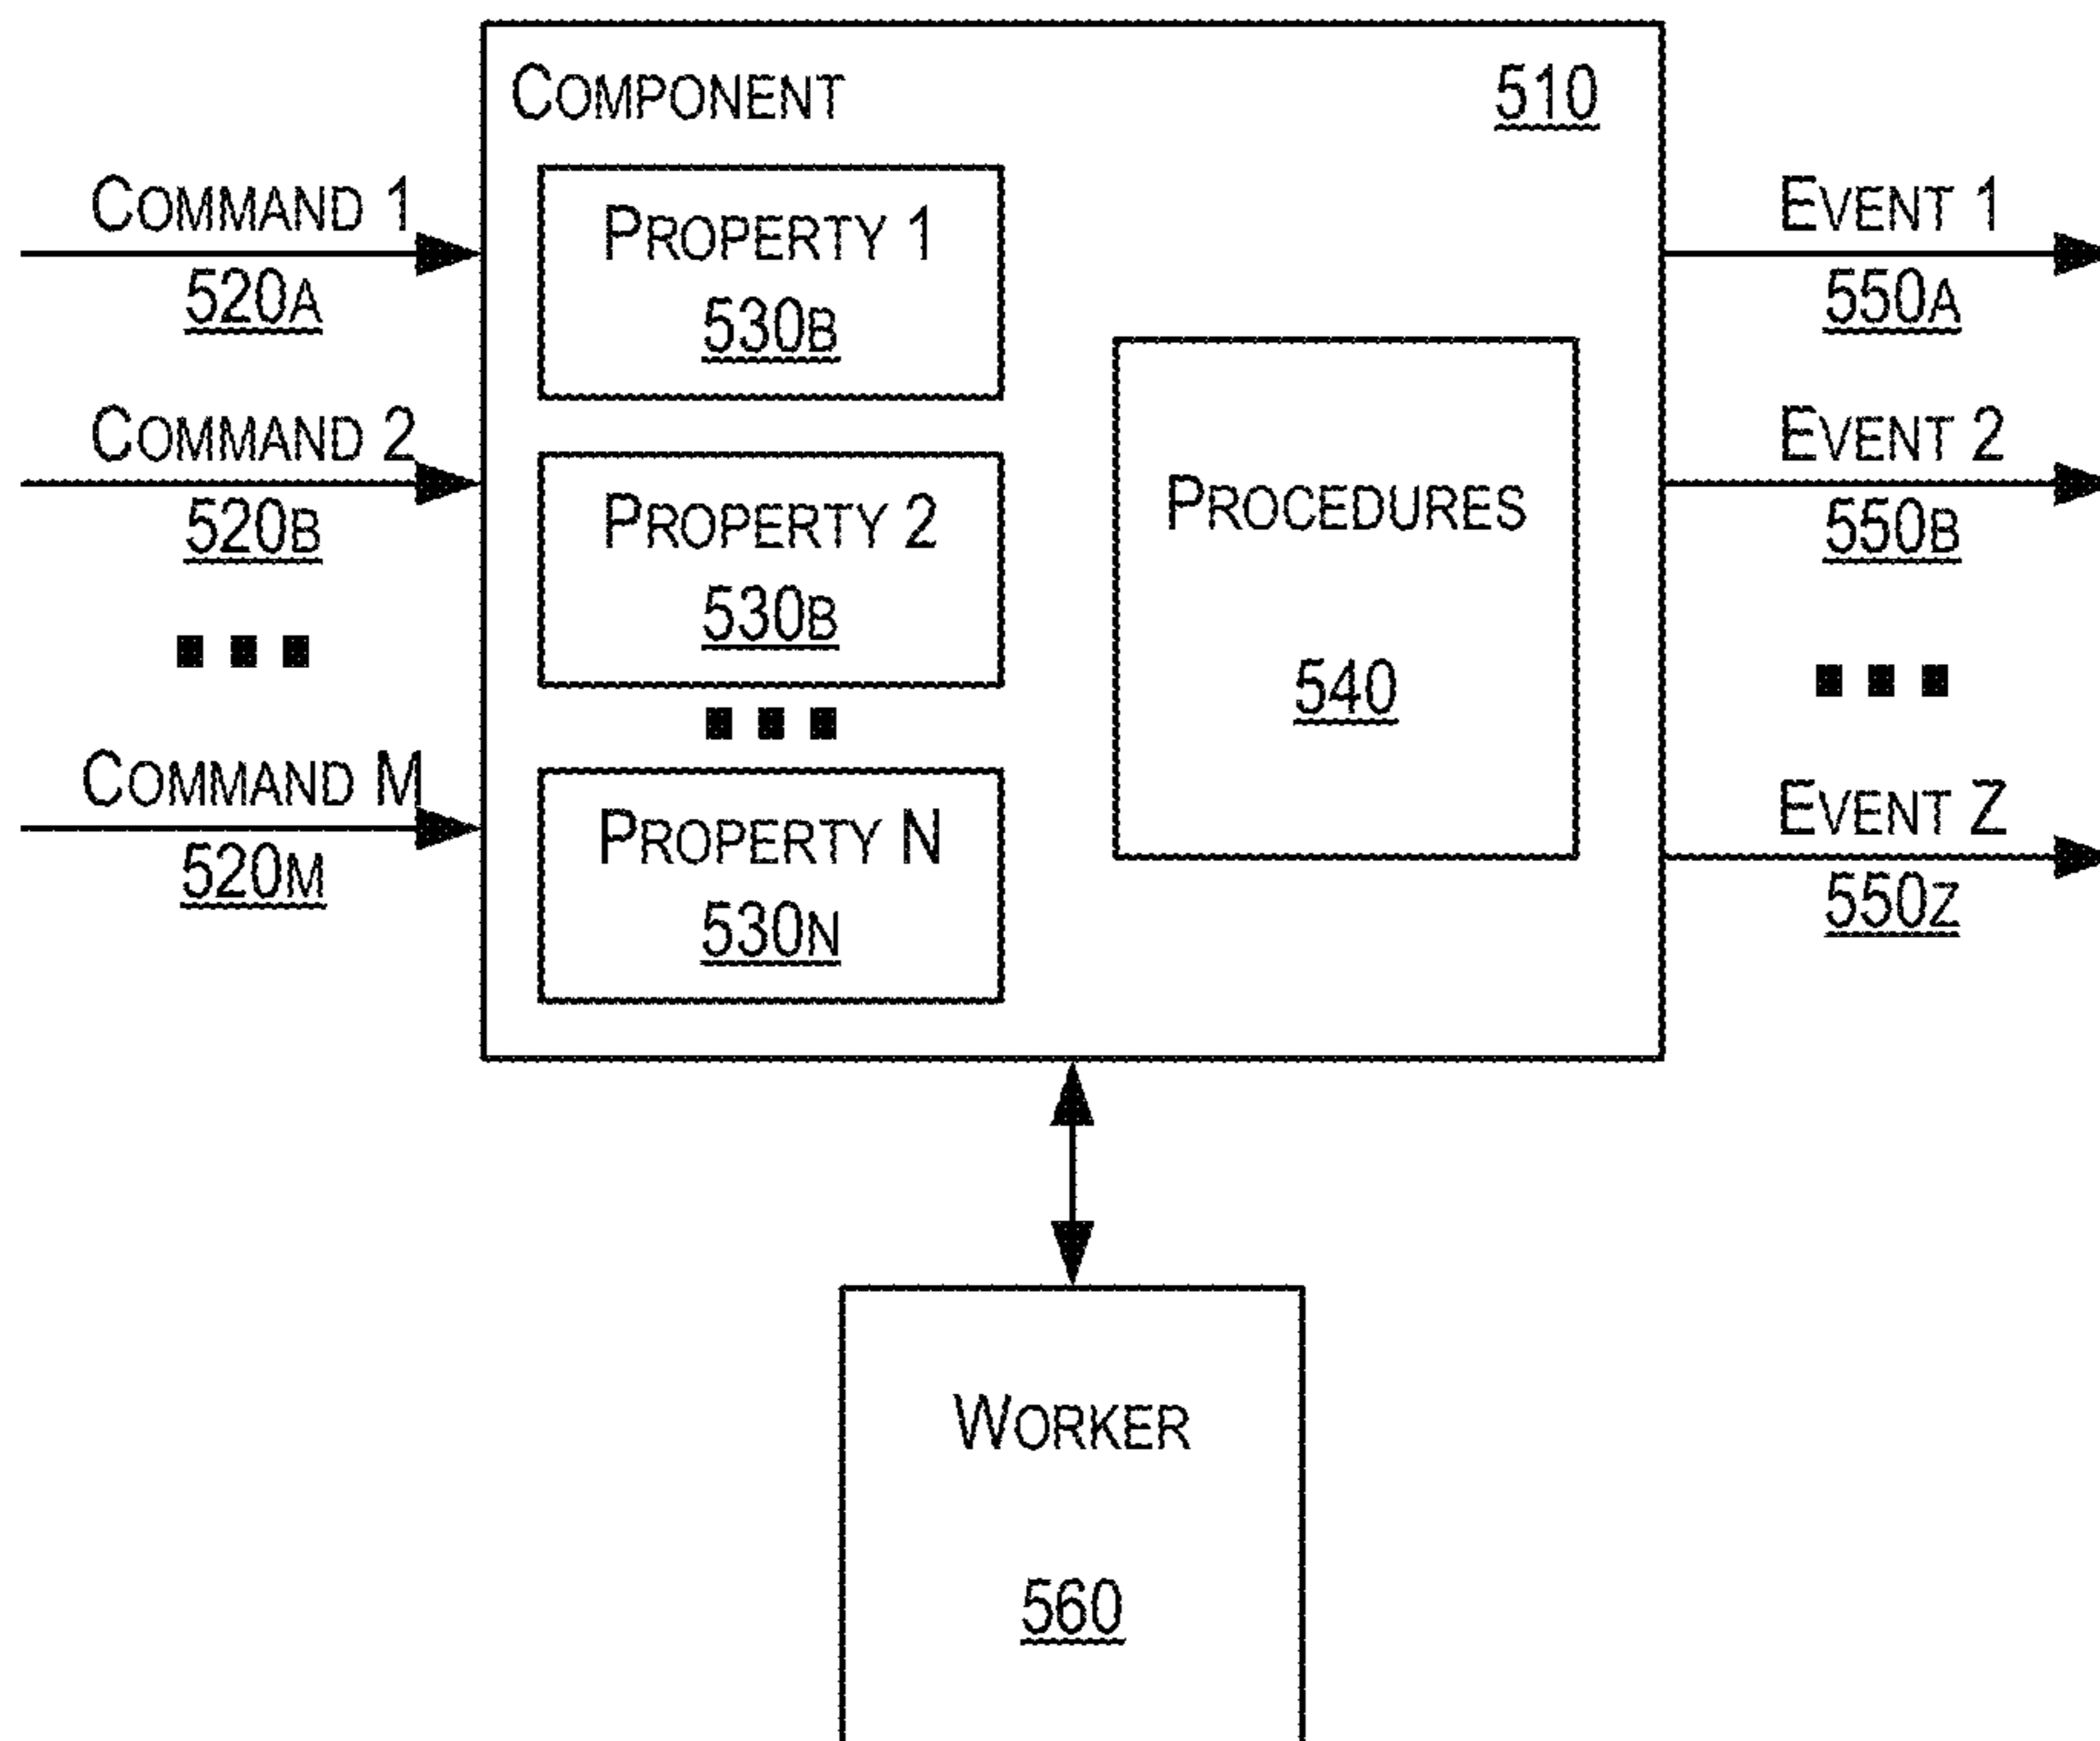 COMPONENT 510
COMMAND 1
520A
COMMAND 2
520B
COMMAND M
520M
PROPERTY 1
530B
PROPERTY 2
530B
PROPERTY N
530N
PROCEDURES
540
EVENT 1
550A
EVENT 2
550B
EVENT Z
550Z
WORKER
560